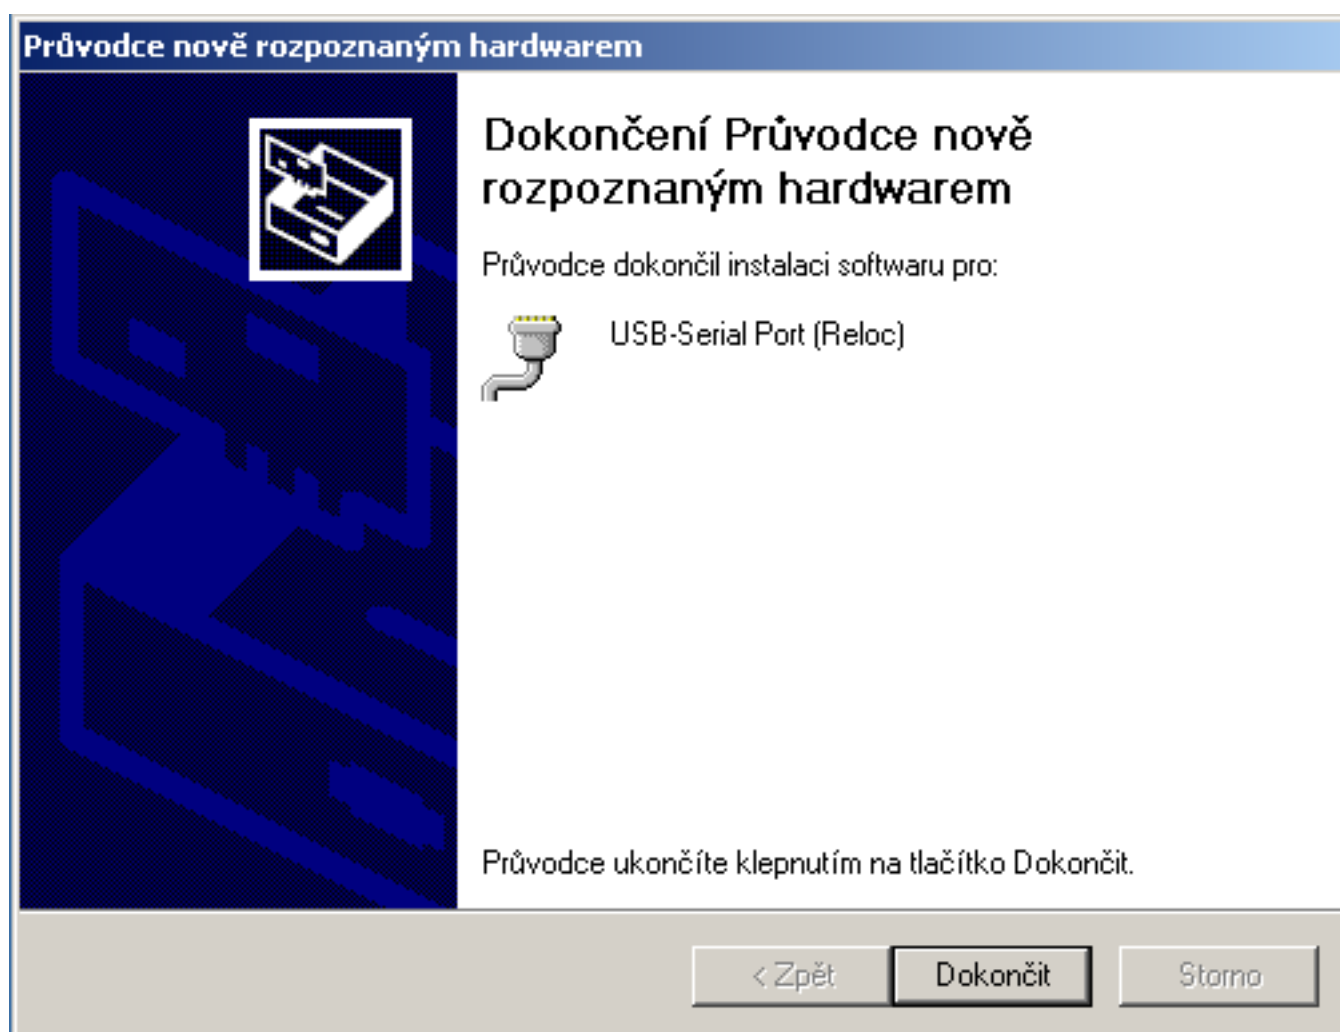 Průvodce nově rozpoznaným hardwarem
Dokončení Průvodce nově
rozpoznaným hardwarem
Průvodce dokončil instalaci softwaru pro:
USB-Serial Port (Reloc)
Průvodce ukončíte klepnutím na tlačítko Dokončit.
< Zpět
Dokončit
Storno